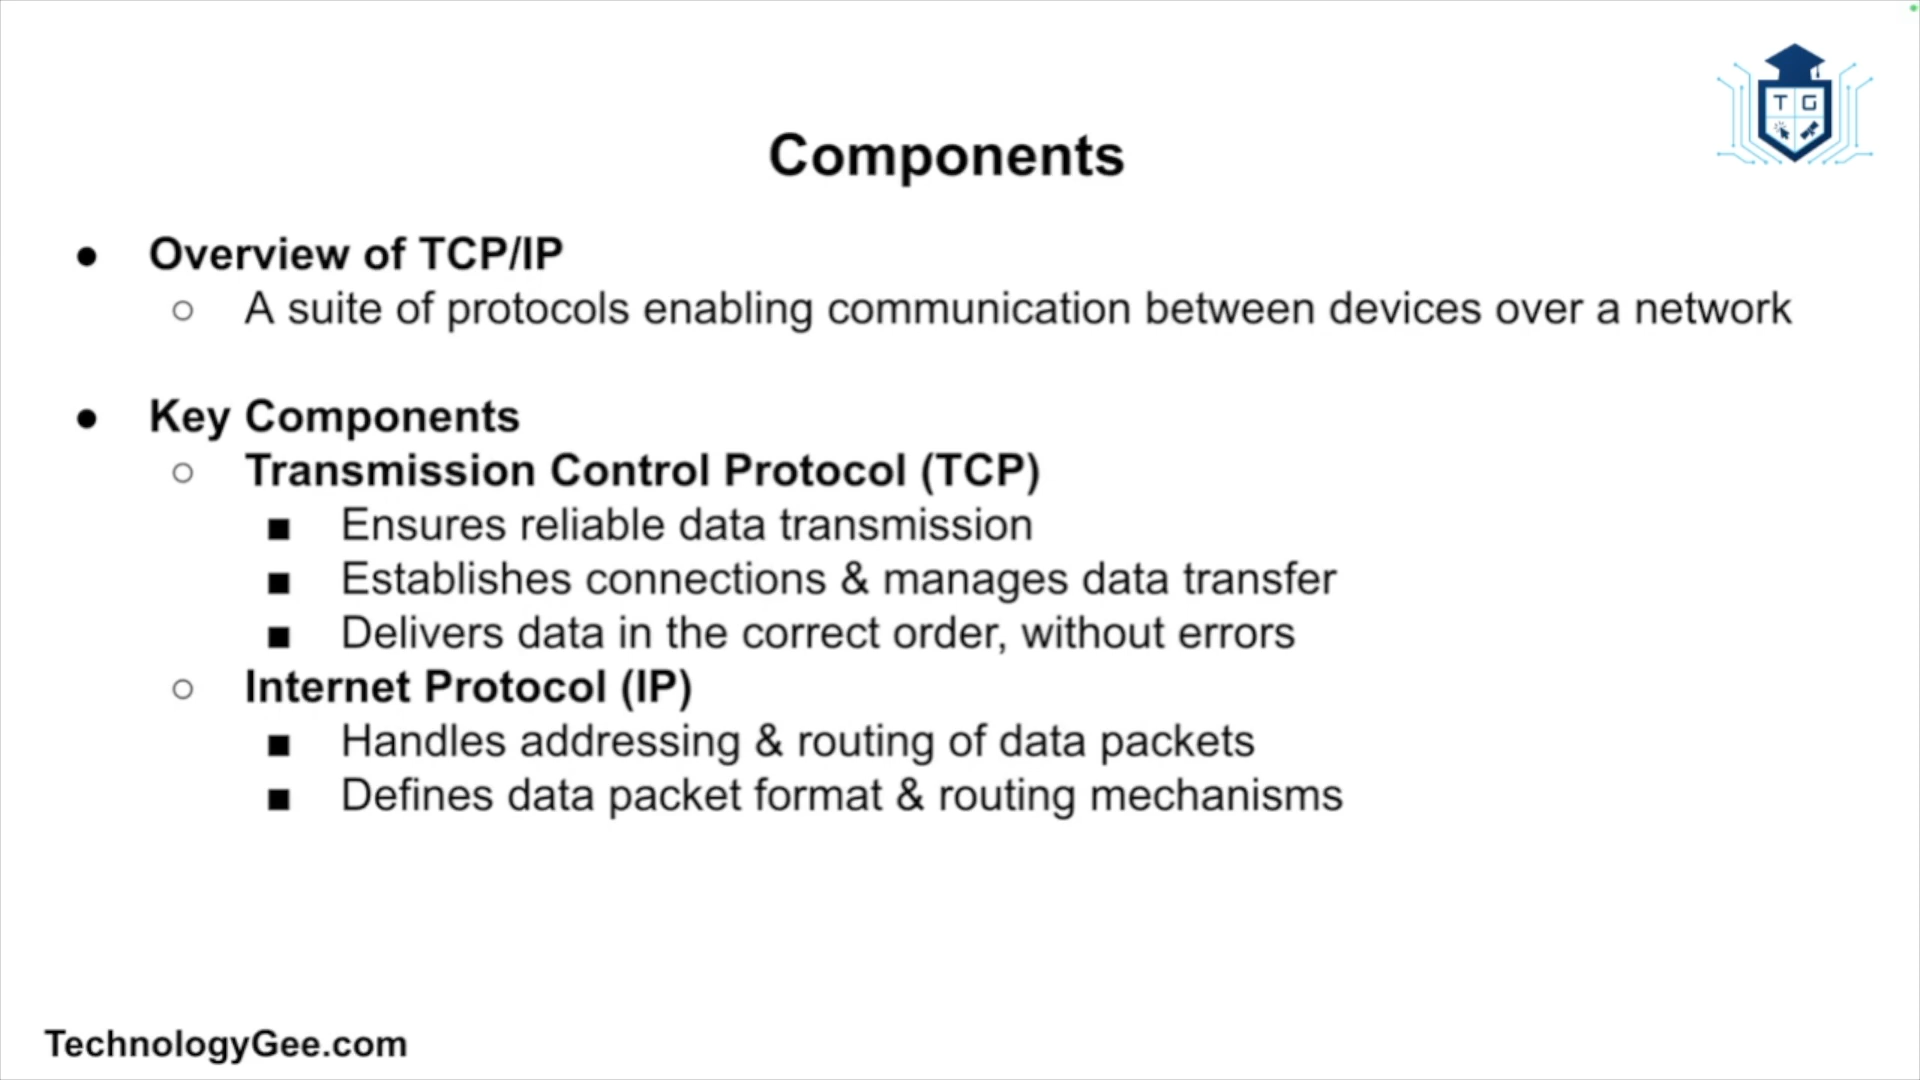 T G
Components
● Overview of TCP/IP
○ A suite of protocols enabling communication between devices over a network
● Key Components
○ Transmission Control Protocol (TCP)
■ Ensures reliable data transmission
■ Establishes connections & manages data transfer
■ Delivers data in the correct order, without errors
○ Internet Protocol (IP)
■ Handles addressing & routing of data packets
■ Defines data packet format & routing mechanisms
TechnologyGee.com